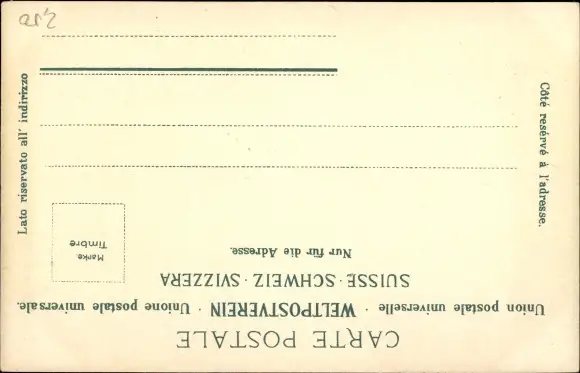 CARTE POSTALE
Union postale universelle · WELTPOSTVEREIN · Unione postale universale.
SUISSE · SCHWEIZ · SVIZZERA
Nur für die Adresse.
Marke.
Timbre
Côté resérvé à l'adresse.
Lato riservato all' indirizzo